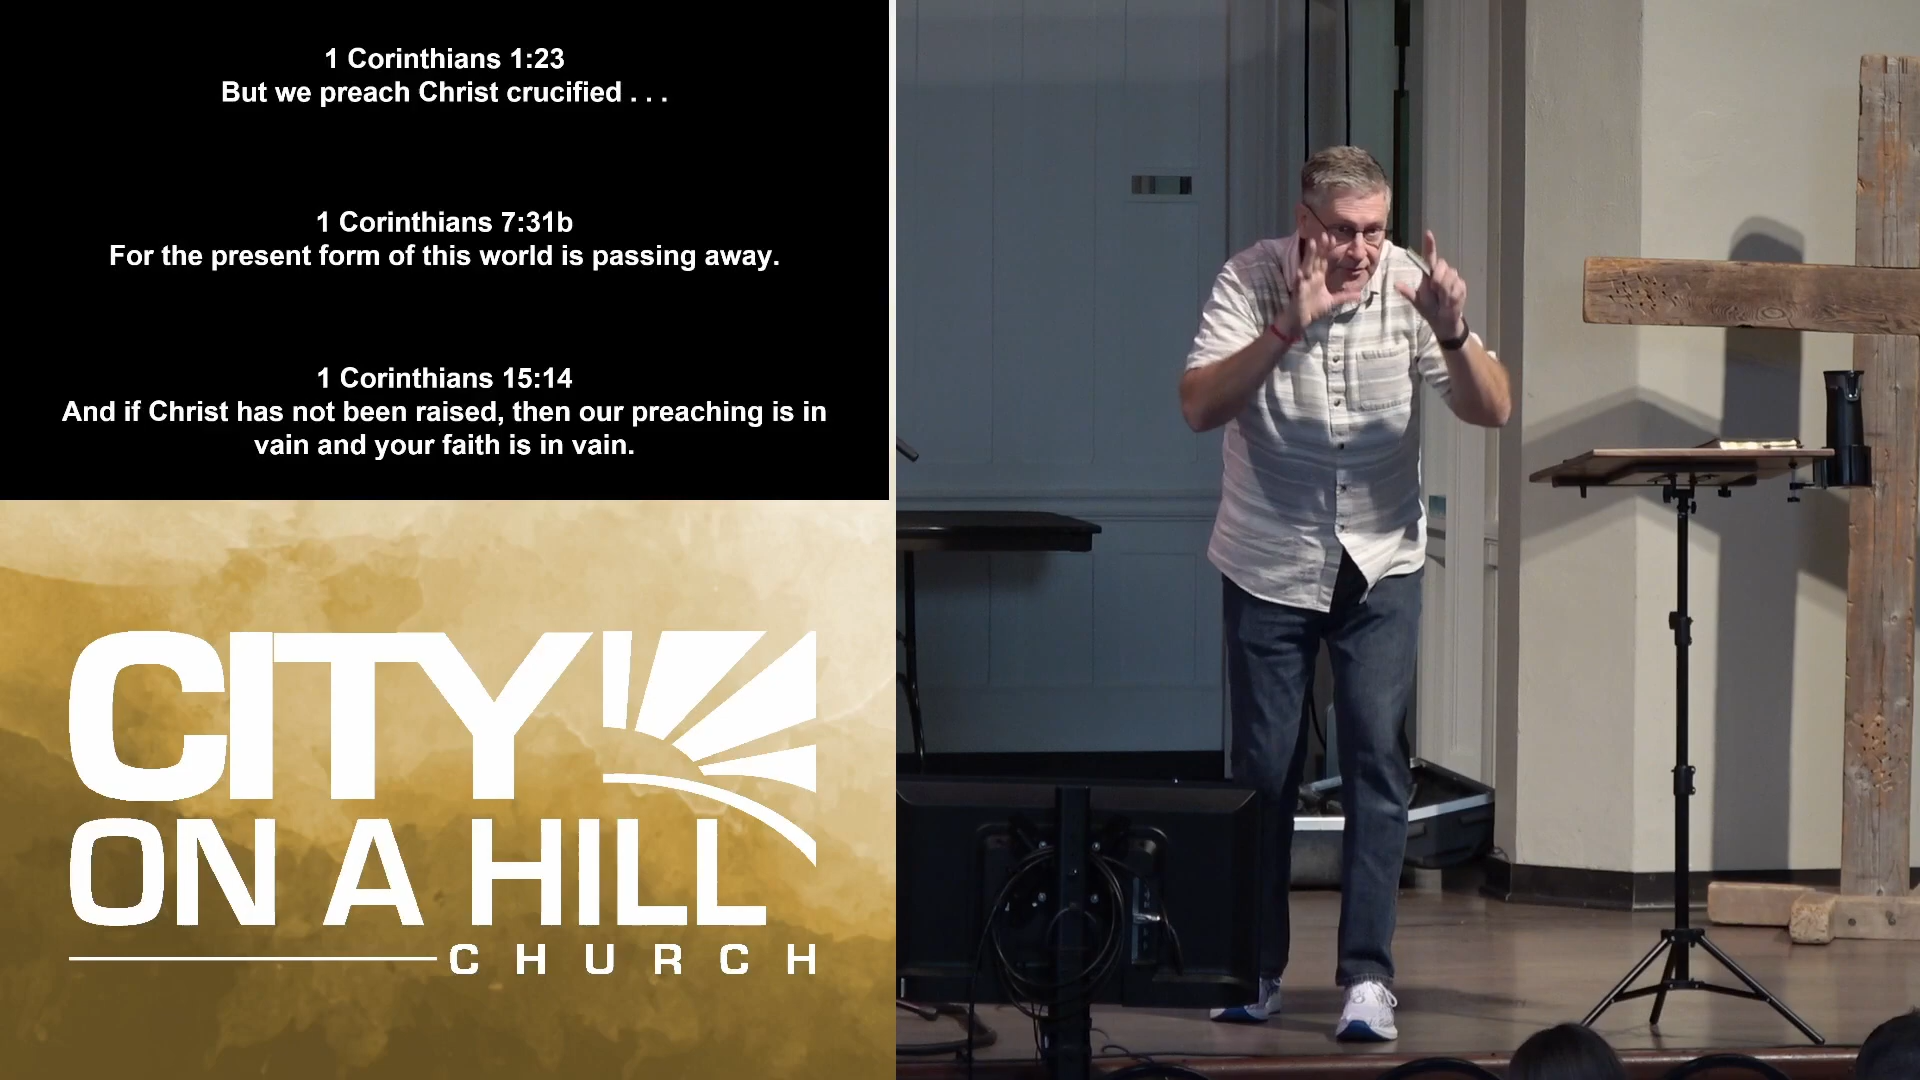 1 Corinthians 1:23
But we preach Christ crucified . . .
1 Corinthians 7:31b
For the present form of this world is passing away.
1 Corinthians 15:14
And if Christ has not been raised, then our preaching is in
vain and your faith is in vain.
CITY
ON A HILL
CHURCH